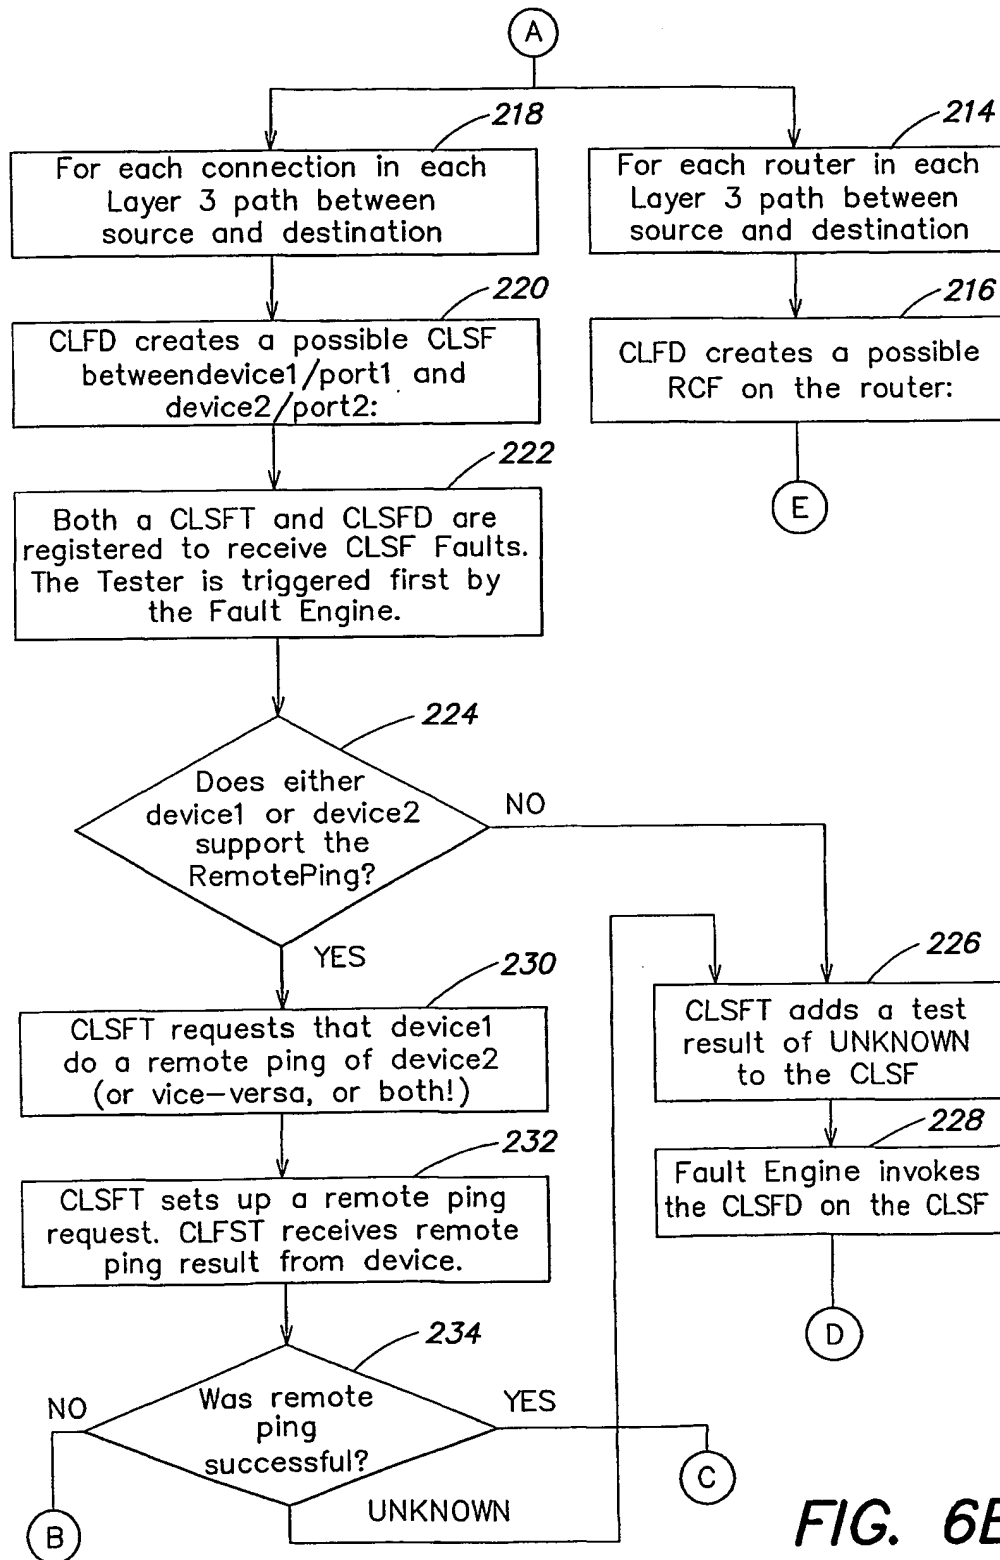 A
218
For each connection in each
Layer 3 path between
source and destination
214
For each router in each
Layer 3 path between
source and destination
220
CLFD creates a possible CLSF
betweendevice1/port1 and
device2/port2:
216
CLFD creates a possible
RCF on the router:
E
222
Both a CLSFT and CLSFD are
registered to receive CLSF Faults.
The Tester is triggered first by
the Fault Engine.
224
Does either
device1 or device2
support the
RemotePing?
NO
YES
230
CLSFT requests that device1
do a remote ping of device2
(or vice-versa, or both!)
226
CLSFT adds a test
result of UNKNOWN
to the CLSF
228
Fault Engine invokes
the CLSFD on the CLSF
D
232
CLSFT sets up a remote ping
request. CLFST receives remote
ping result from device.
234
Was remote
ping
successful?
NO
YES
UNKNOWN
B
C
FIG. 6B